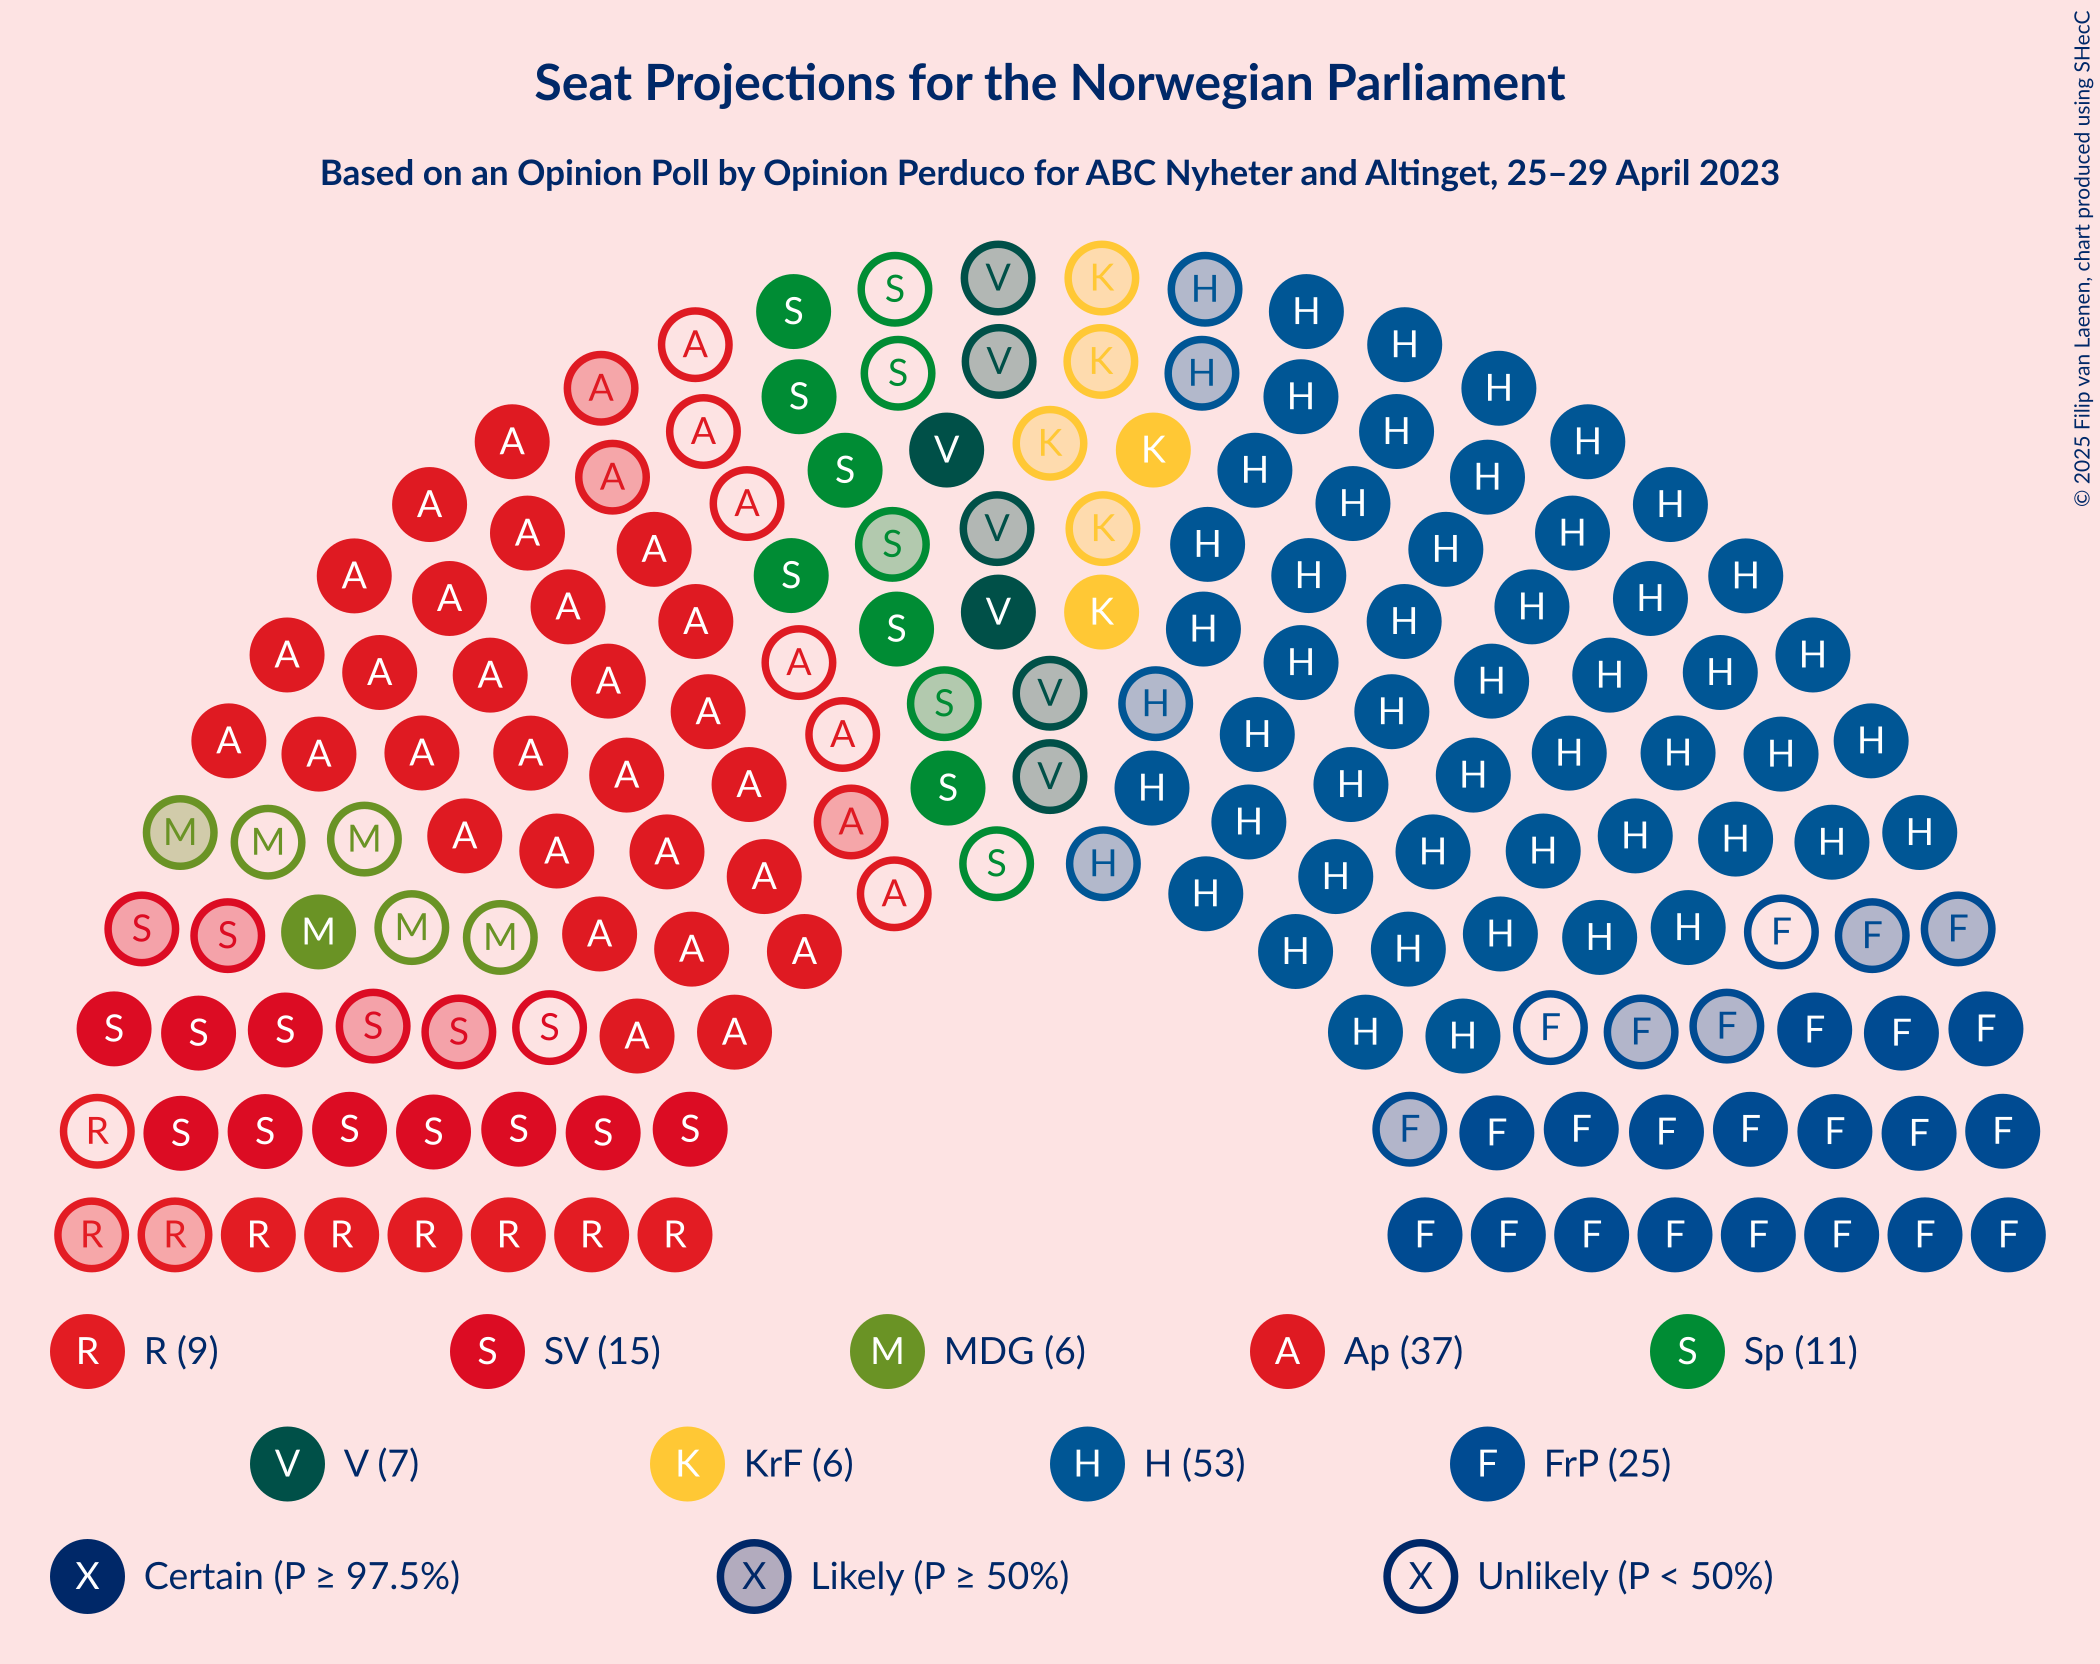 Seat Projections for the Norwegian Parliament
Based on an Opinion Poll by Opinion Perduco for ABC Nyheter and Altinget, 25–29 April 2023
© 2025 Filip van Laenen, chart produced using SHecC
S V K H
S H
A H
A V K H
S H H
A S H
A A H
A V K K H
S H
A A H H
A A H
A S V K H H
A A H H
A S H H
A A H
A S V K H H
A A H H
A A H H
A A H H
A S V H H H
A A A H H H
A A A A H H H H
A A S V H H H H
M A A H H H
M M A A A S H H H H H
A A A H H H
S S M M M A A A H H H H H F F F
S S S S S S A A H H F F F F F F
R S S S S S S S F F F F F F F F
R R R R R R R R F F F F F F F F
R R (9) S SV (15) M MDG (6) A Ap (37) S Sp (11)
V V (7) K KrF (6) H H (53) F FrP (25)
X Certain (P ≥ 97.5%) X Likely (P ≥ 50%) X Unlikely (P < 50%)